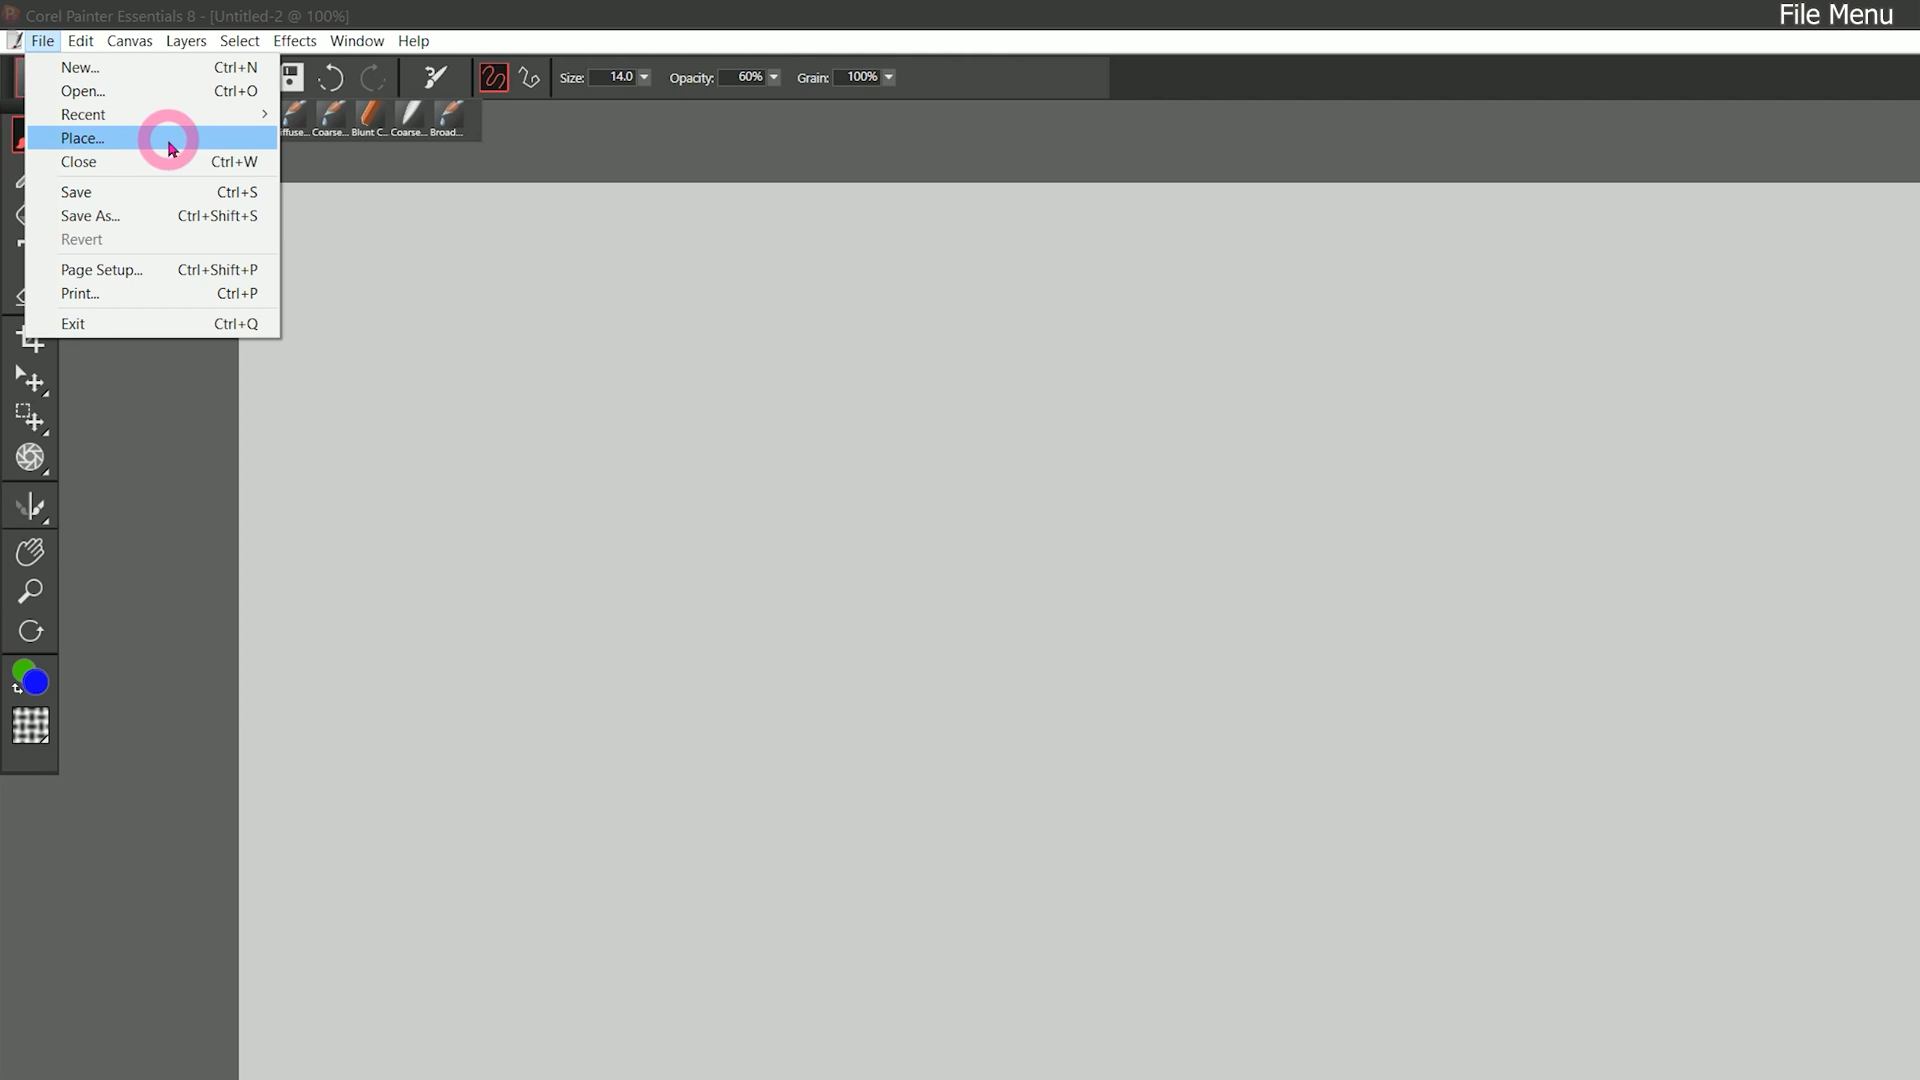 Corel Painter Essentials 8 - [Untitled-2 @ 100%]
File Menu
File Edit Canvas Layers Select Effects Window Help
New... Ctrl+N
Open... Ctrl+O
Recent
Place...
Close Ctrl+W
Save Ctrl+S
Save As... Ctrl+Shift+S
Revert
Page Setup... Ctrl+Shift+P
Print... Ctrl+P
Exit Ctrl+Q
Size: 14.0 Opacity: 60% Grain: 100%
iffuse... Coarse... Blunt C... Coarse... Broad...